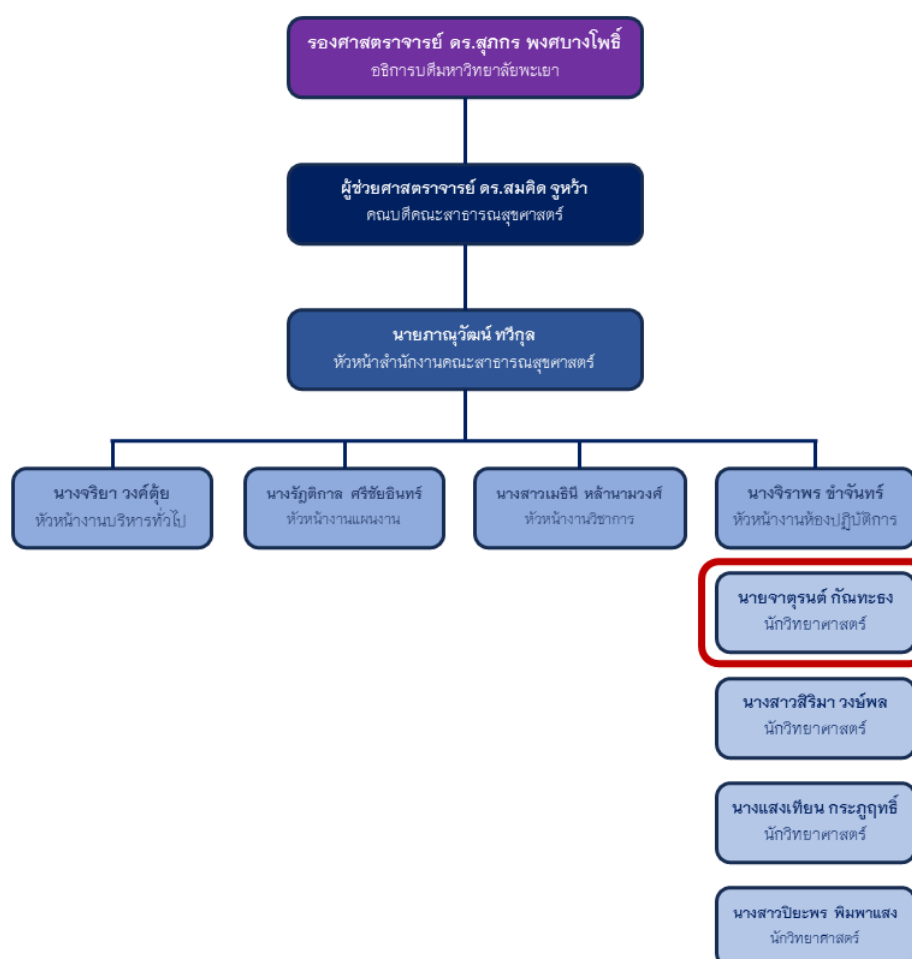 รองศาสตราจารย์ ดร.สุภกร พงศบางโพธิ์
อธิการบดีมหาวิทยาลัยพะเยา
ผู้ช่วยศาสตราจารย์ ดร.สมคิด จูหว้า
คณบดีคณะสาธารณสุขศาสตร์
นายภาณุวัฒน์ ทวีกุล
หัวหน้าสำนักงานคณะสาธารณสุขศาสตร์
นางจริยา วงค์ตุ้ย
หัวหน้างานบริหารทั่วไป
นางรัฎติกาล ศรีชัยอินทร์
หัวหน้างานแผนงาน
นางสาวเมธินี หล้านามวงศ์
หัวหน้างานวิชาการ
นางจิราพร ขำจันทร์
หัวหน้างานห้องปฏิบัติการ
นายจาตุรนต์ กัณทะธง
นักวิทยาศาสตร์
นางสาวสิริมา วงษ์พล
นักวิทยาศาสตร์
นางแสงเทียน กระภูฤทธิ์
นักวิทยาศาสตร์
นางสาวปิยะพร พิมพาแสง
นักวิทยาศาสตร์